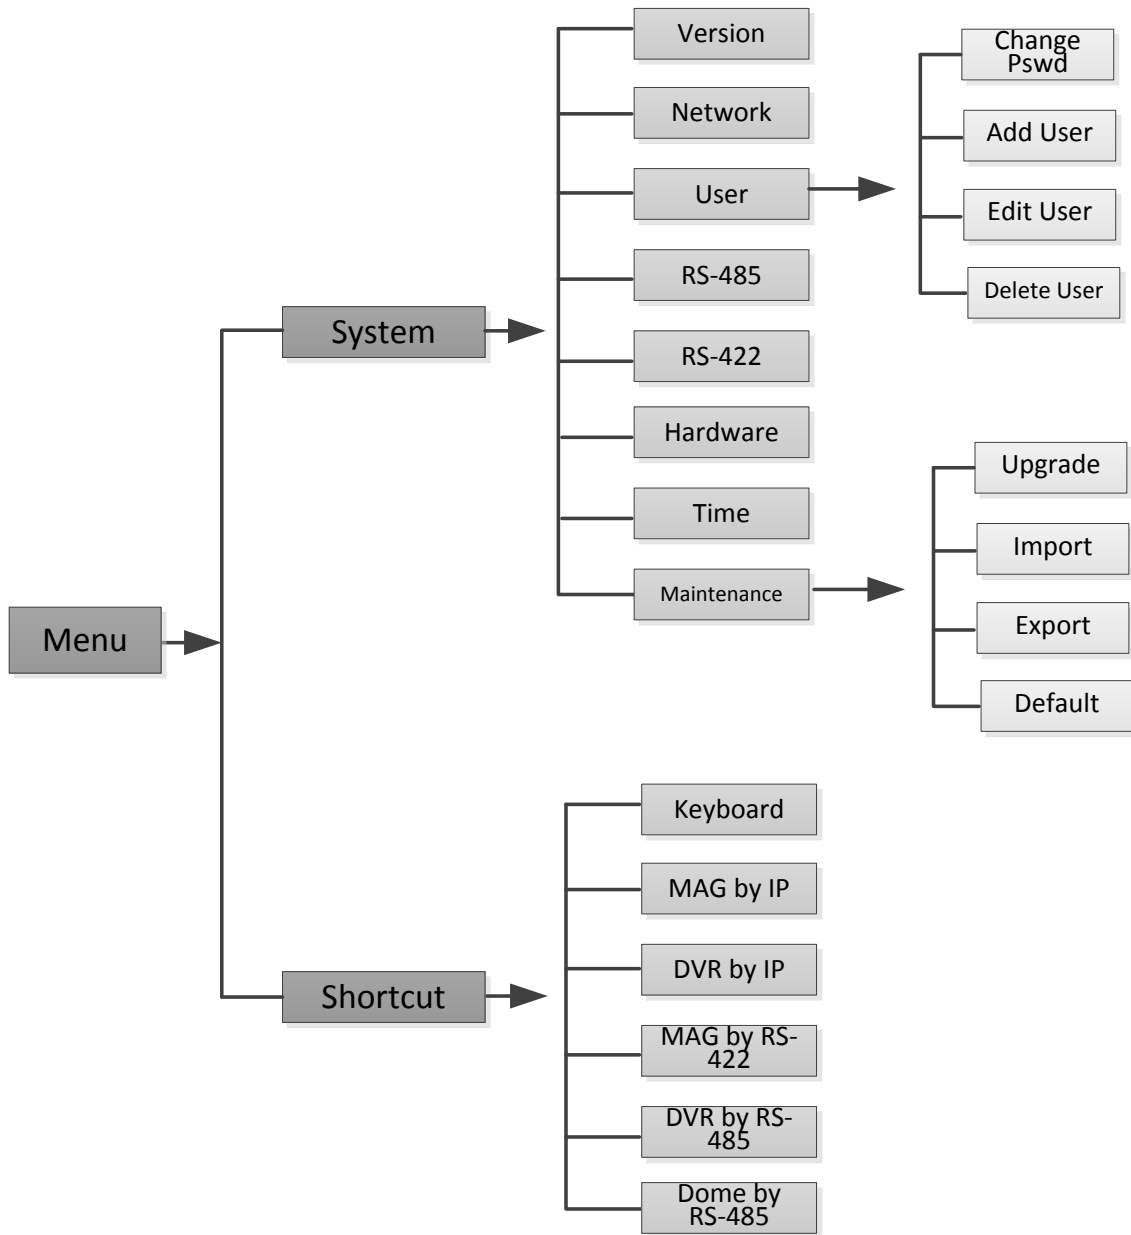 Menu
System
Version
Network
User
Change
Pswd
Add User
Edit User
Delete User
RS-485
RS-422
Hardware
Time
Maintenance
Upgrade
Import
Export
Default
Shortcut
Keyboard
MAG by IP
DVR by IP
MAG by RS-
422
DVR by RS-
485
Dome by
RS-485